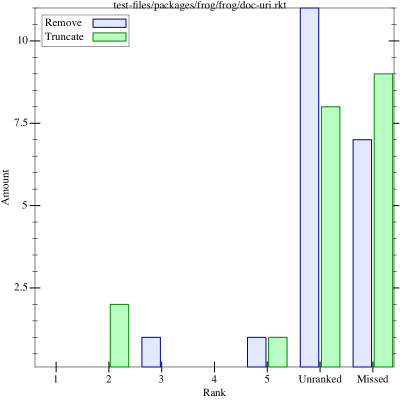 test-files/packages/frog/frog/doc-uri.rkt
Remove
Truncate
10
7.5
5
2.5
Amount
1 2 3 4 5 Unranked Missed
Rank